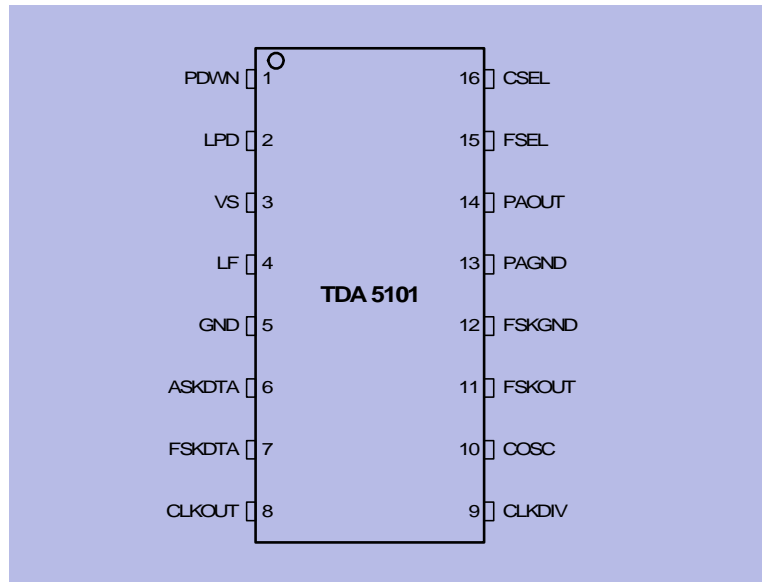 PDWN 1 16 CSEL
LPD 2 15 FSEL
VS 3 14 PAOUT
LF 4 13 PAGND
TDA 5101
GND 5 12 FSKGND
ASKDTA 6 11 FSKOUT
FSKDTA 7 10 COSC
CLKOUT 8 9 CLKDIV